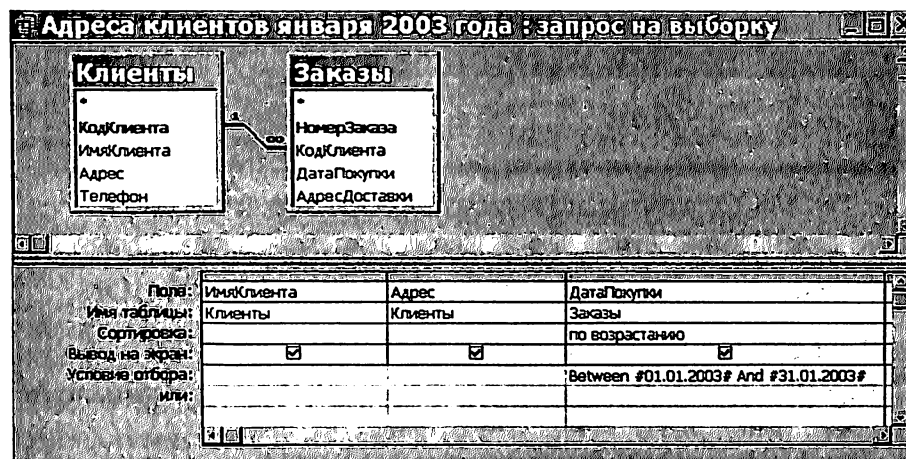 Адреса клиентов января 2003 года : запрос на выборку
Клиенты
*
КодКлиента
ИмяКлиента
Адрес
Телефон
1
∞
Заказы
*
НомерЗаказа
КодКлиента
ДатаПокупки
АдресДоставки
Поле: ИмяКлиента Адрес ДатаПокупки
Имя таблицы: Клиенты Клиенты Заказы
Сортировка: по возрастанию
Вывод на экран:
Условие отбора: Between #01.01.2003# And #31.01.2003#
или: